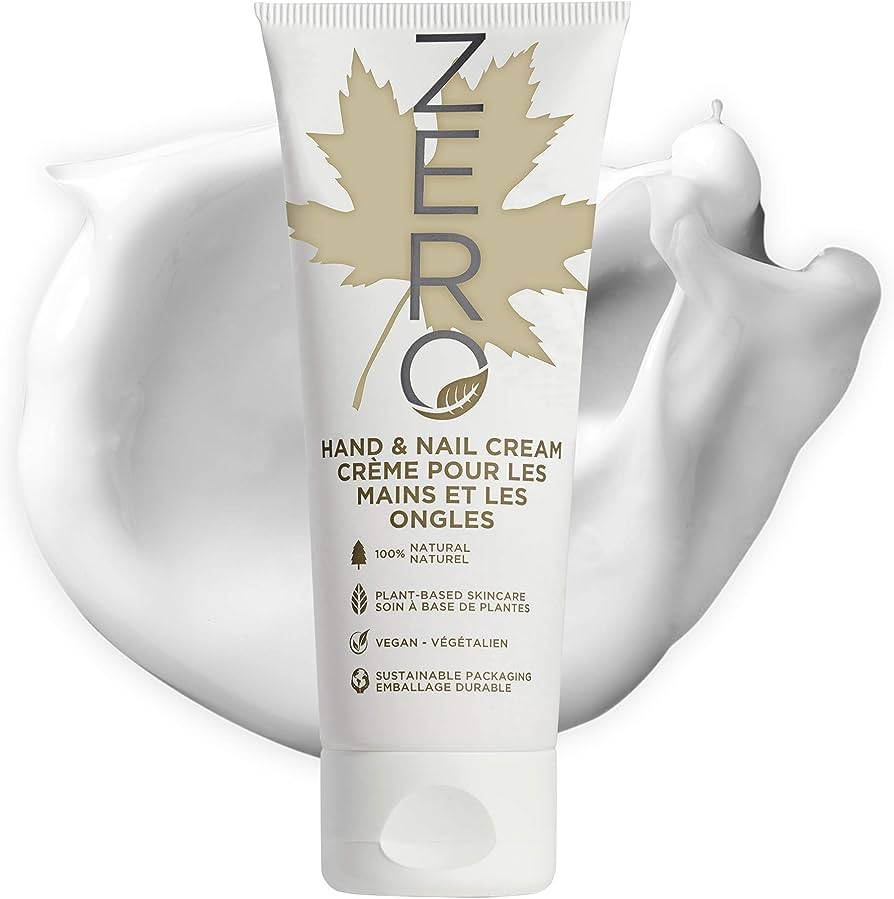 ZERO
HAND & NAIL CREAM
CRÈME POUR LES
MAINS ET LES
ONGLES
100% NATURAL
NATUREL
PLANT-BASED SKINCARE
SOIN À BASE DE PLANTES
VEGAN - VÉGÉTALIEN
SUSTAINABLE PACKAGING
EMBALLAGE DURABLE